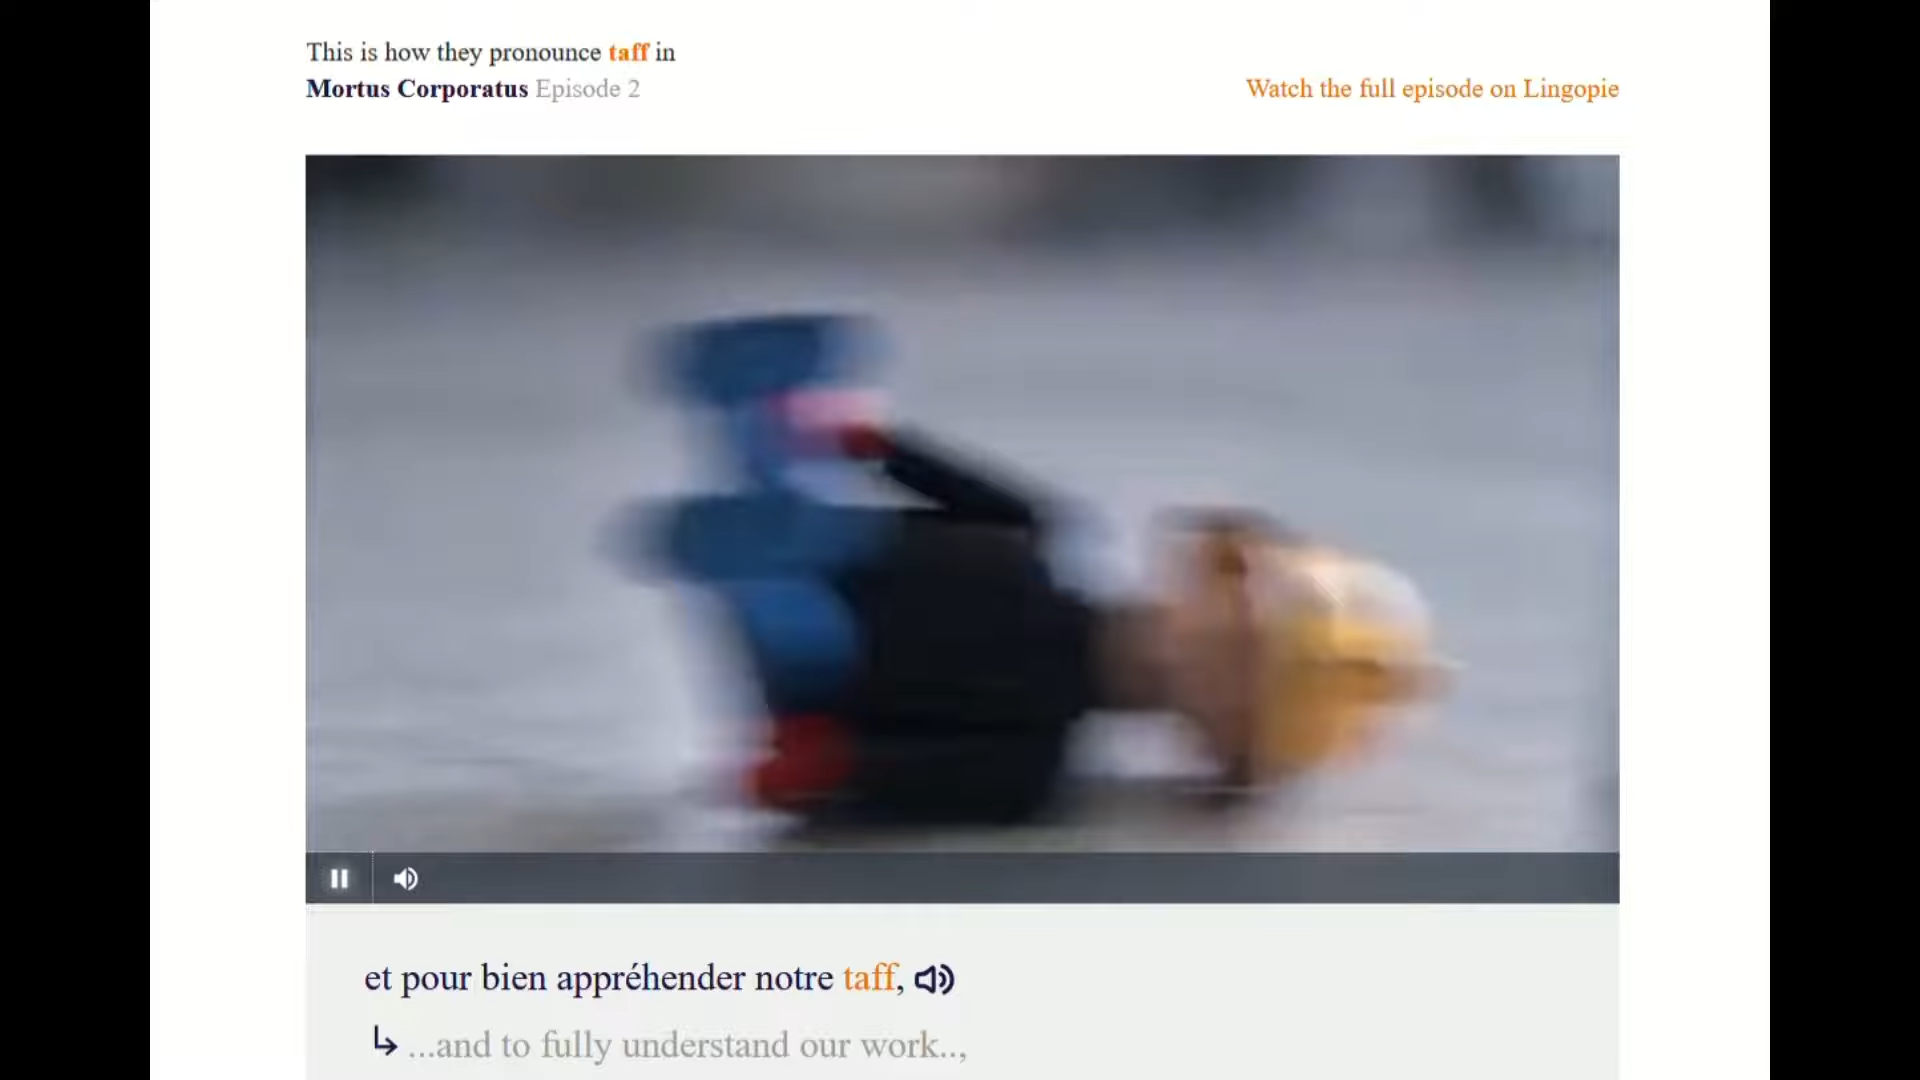 This is how they pronounce taff in
Mortus Corporatus Episode 2
Watch the full episode on Lingopie
et pour bien appréhender notre taff,
...and to fully understand our work..,